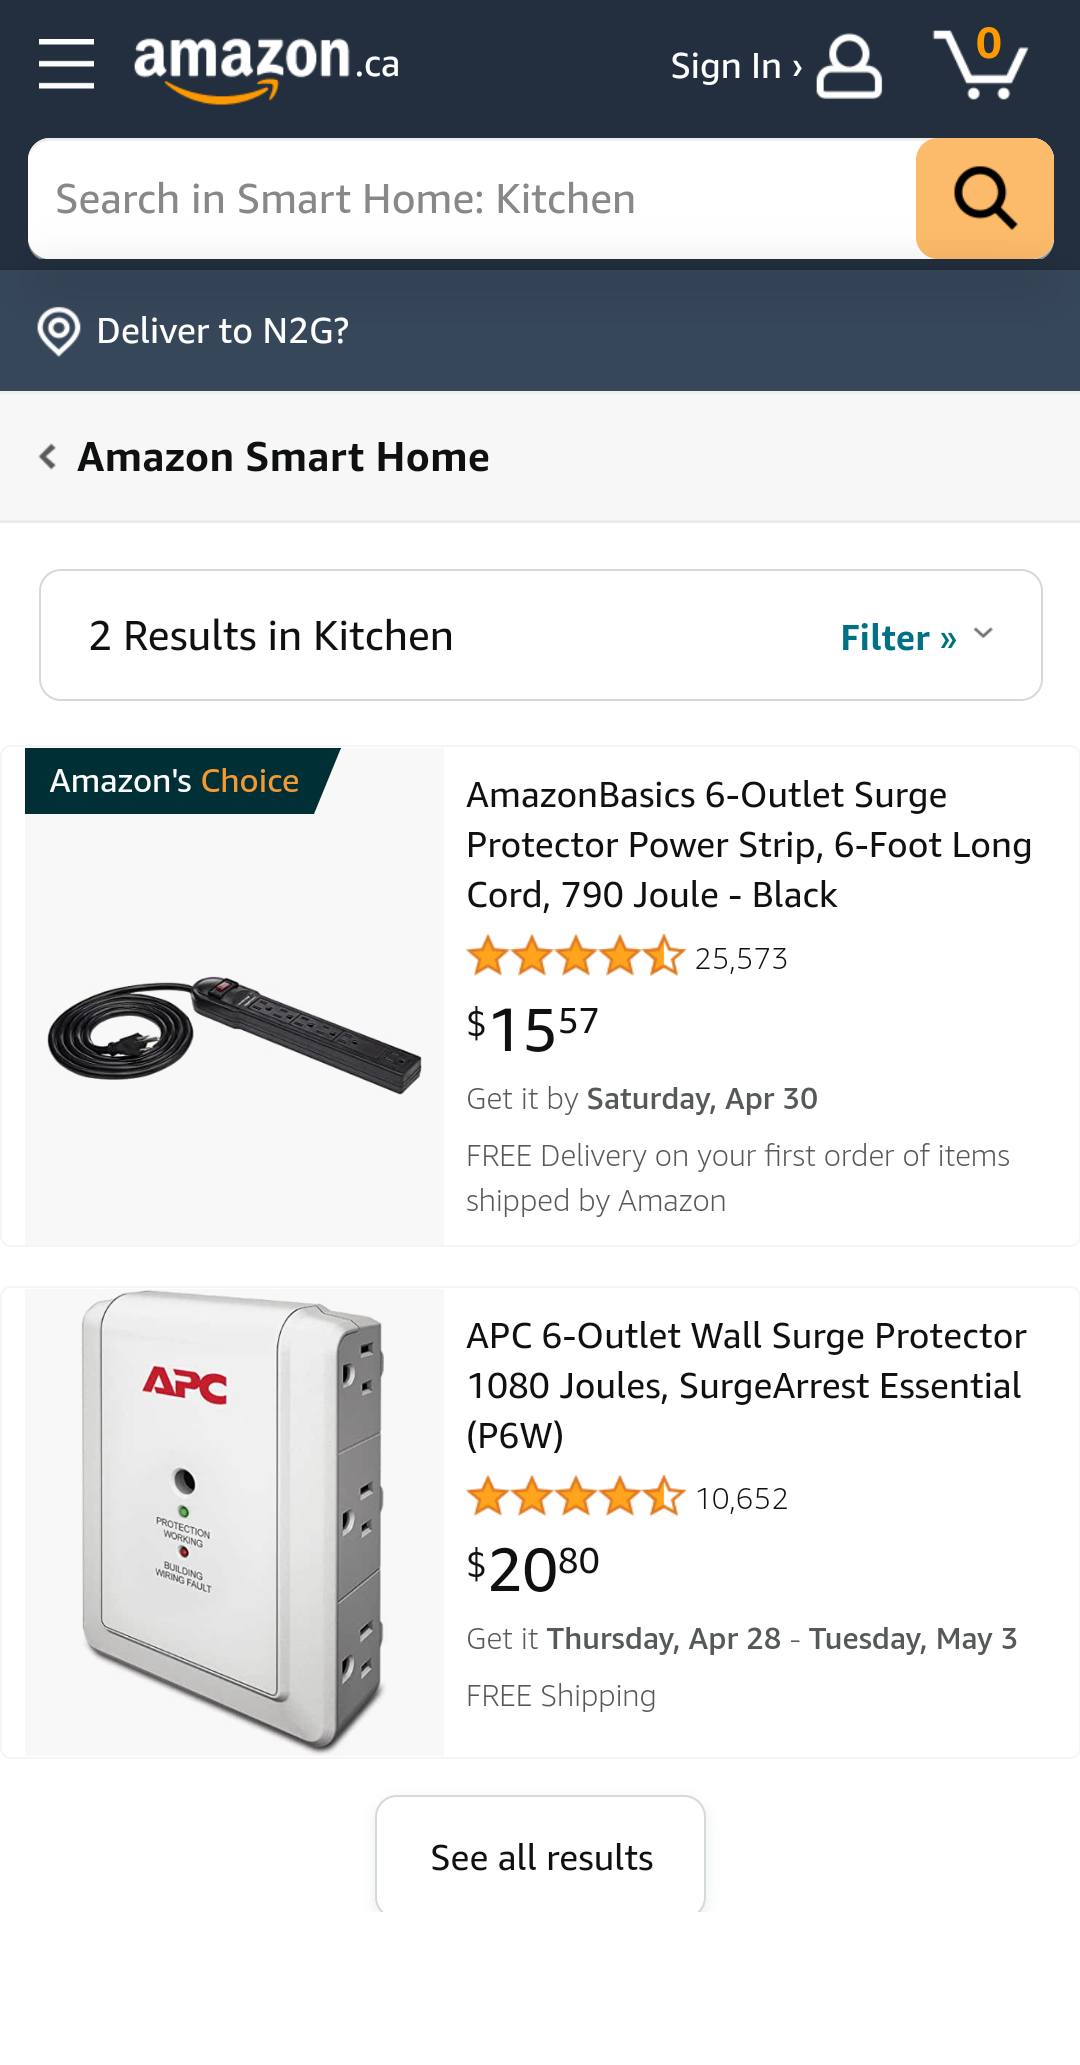 amazon.ca
Sign In ›
0
Search in Smart Home: Kitchen
Deliver to N2G?
Amazon Smart Home
2 Results in Kitchen
Filter »
Amazon's Choice
AmazonBasics 6-Outlet Surge
Protector Power Strip, 6-Foot Long
Cord, 790 Joule - Black
25,573
$1557
Get it by Saturday, Apr 30
FREE Delivery on your first order of items
shipped by Amazon
APC
PROTECTION
WORKING
BUILDING
WIRING FAULT
APC 6-Outlet Wall Surge Protector
1080 Joules, SurgeArrest Essential
(P6W)
10,652
$2080
Get it Thursday, Apr 28 - Tuesday, May 3
FREE Shipping
See all results